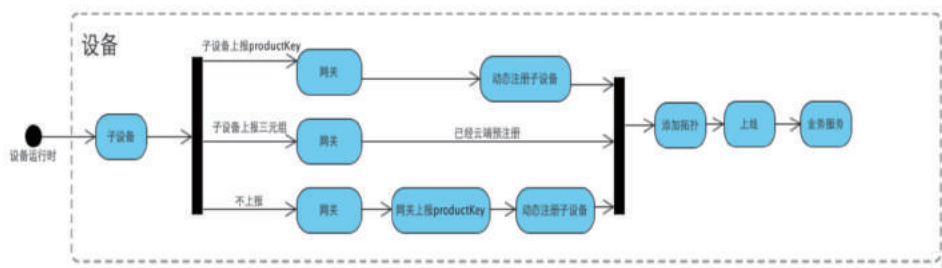 设备
设备运行时
子设备
子设备上报productKey
网关
动态注册子设备
子设备上报三元组
网关
已经云端预注册
不上报
网关
网关上报productKey
动态注册子设备
添加拓扑
上线
业务服务